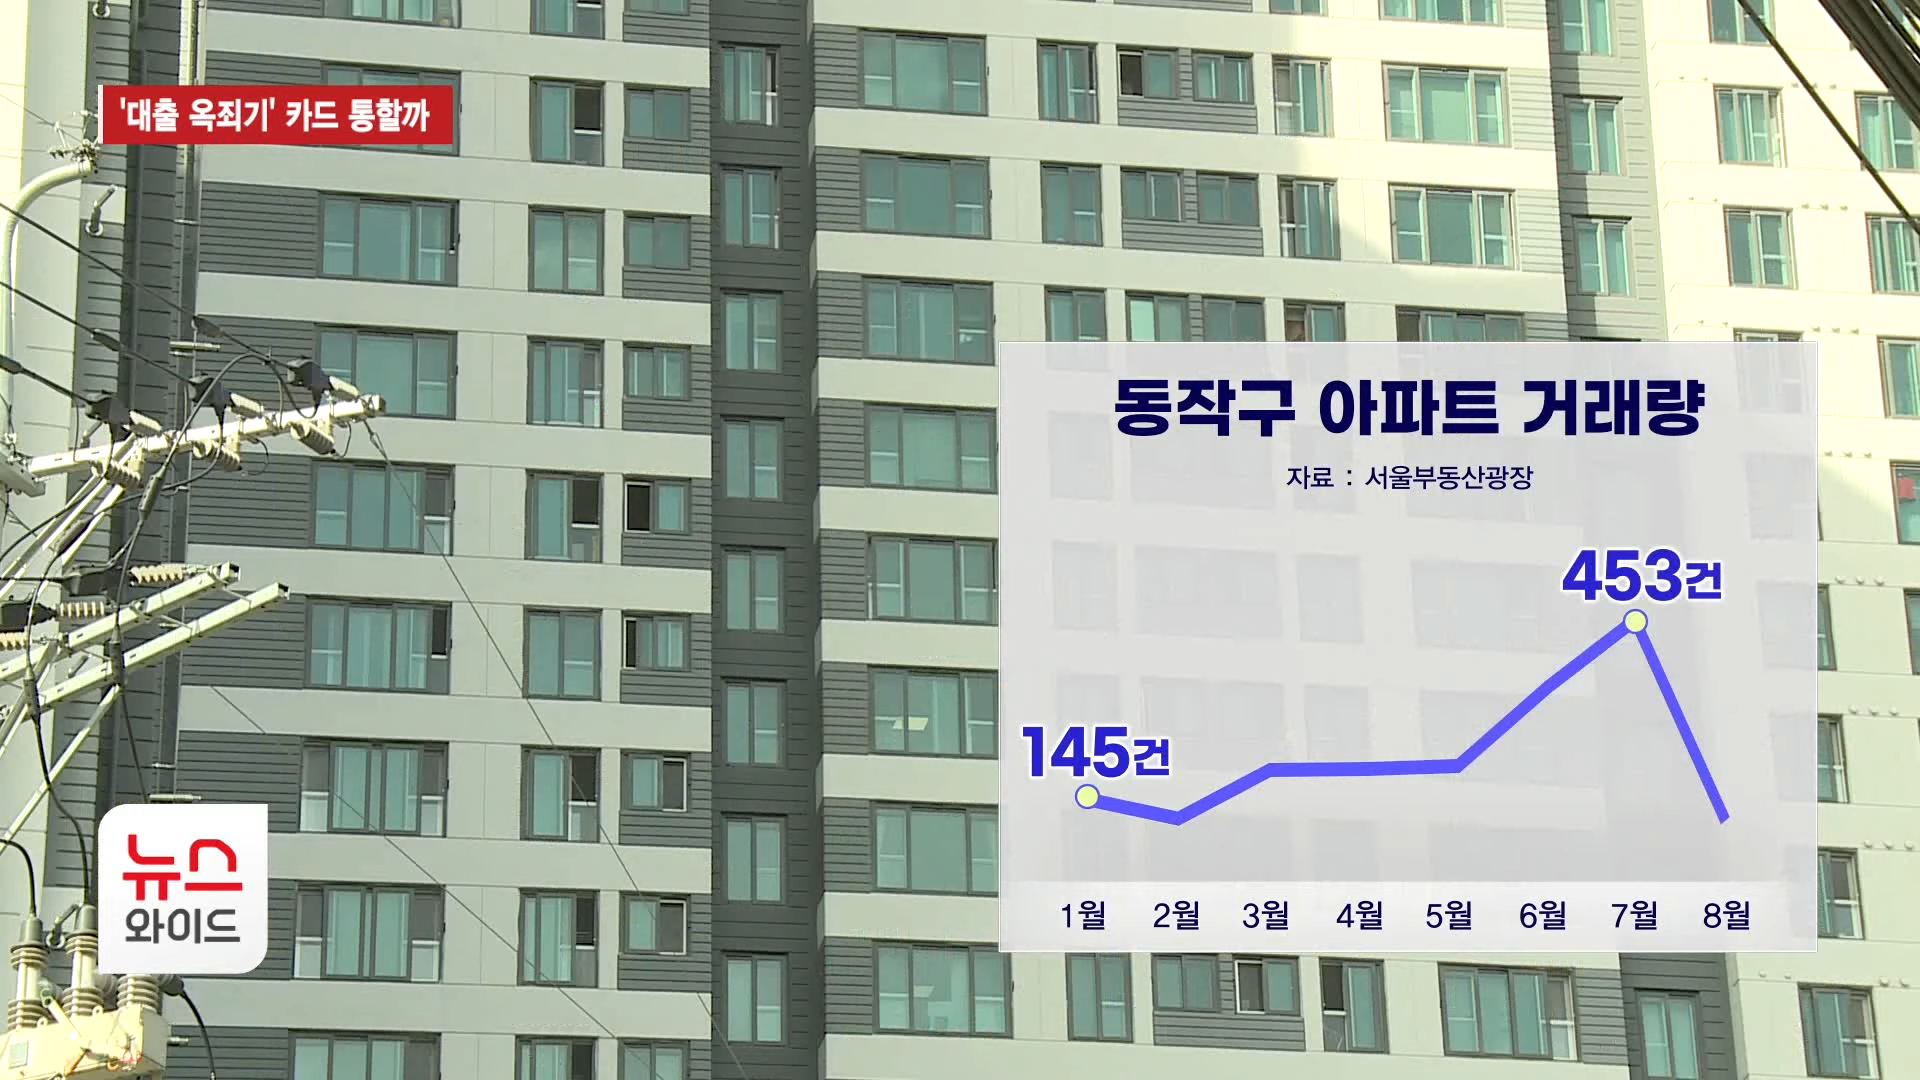 '대출 옥죄기' 카드 통할까
동작구 아파트 거래량
자료 : 서울부동산광장
453건
145건
1월 2월 3월 4월 5월 6월 7월 8월
뉴스
와이드